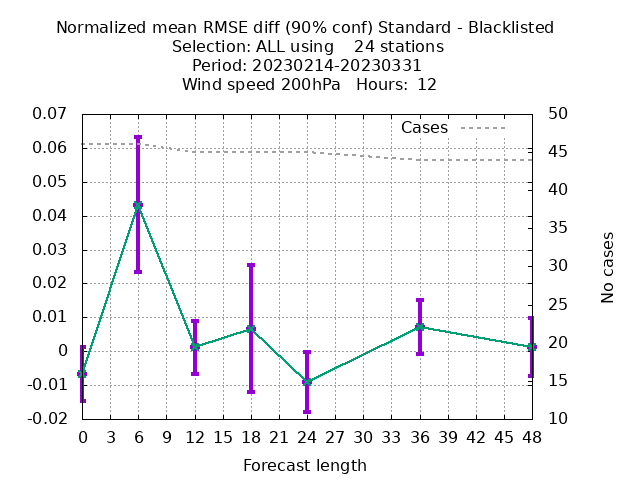 Normalized mean RMSE diff (90% conf) Standard - Blacklisted
Selection: ALL using    24 stations
Period: 20230214-20230331
Wind speed 200hPa   Hours:  12
Cases
0.07
0.06
0.05
0.04
0.03
0.02
0.01
0
-0.01
-0.02
50
45
40
35
30
25
20
15
10
No cases
0 3 6 9 12 15 18 21 24 27 30 33 36 39 42 45 48
Forecast length